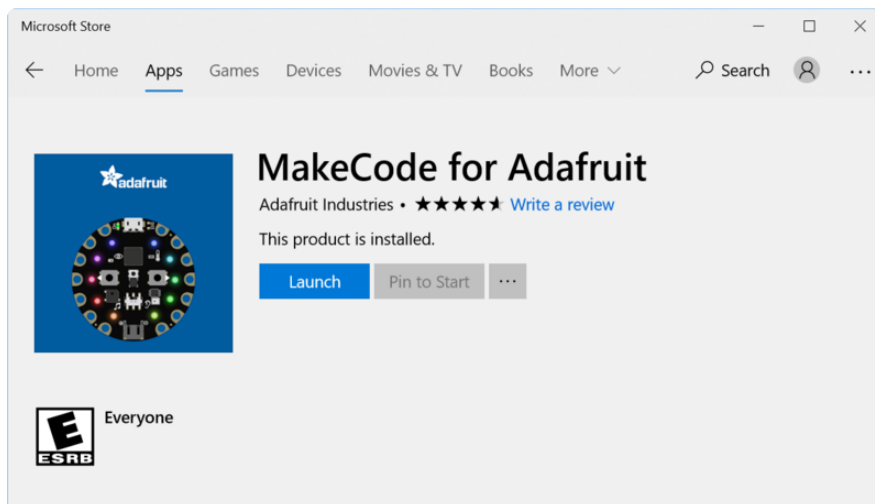 Microsoft Store
Home Apps Games Devices Movies & TV Books More Search
adafruit
MakeCode for Adafruit
Adafruit Industries • ★★★★★ Write a review
This product is installed.
Launch Pin to Start ...
E
ESRB
Everyone